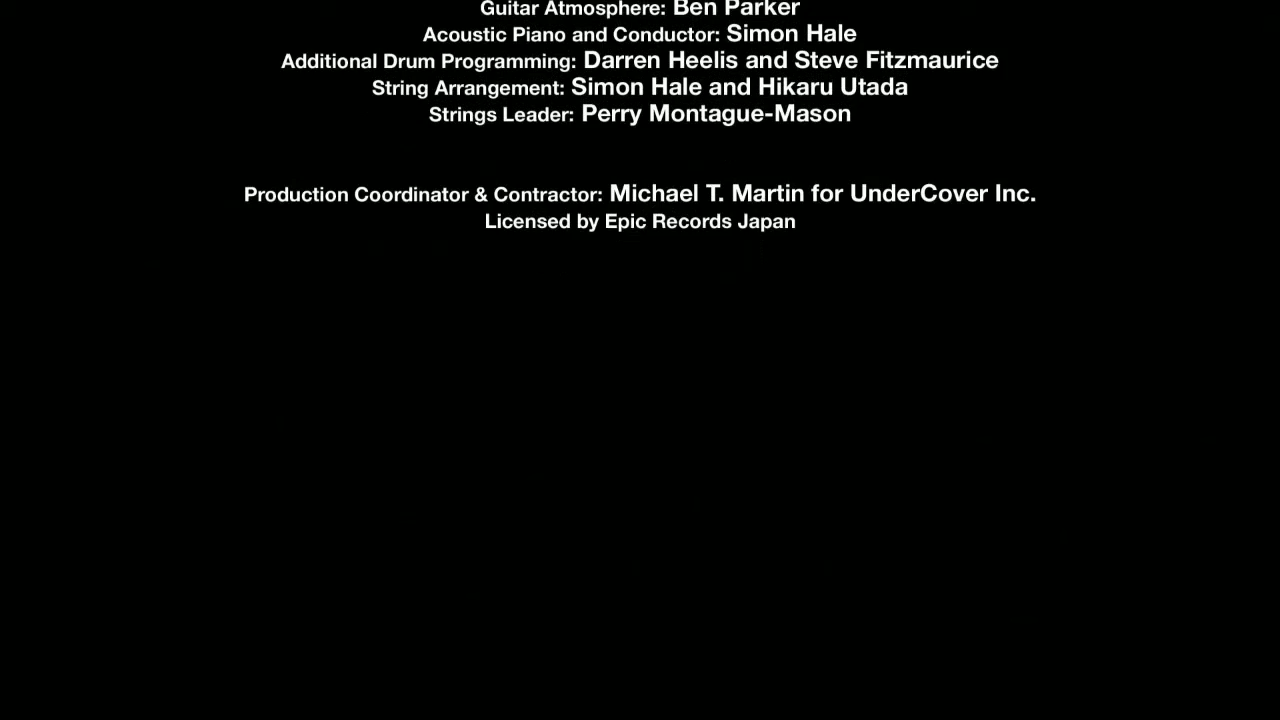 Guitar Atmosphere: Ben Parker
Acoustic Piano and Conductor: Simon Hale
Additional Drum Programming: Darren Heelis and Steve Fitzmaurice
String Arrangement: Simon Hale and Hikaru Utada
Strings Leader: Perry Montague-Mason
Production Coordinator & Contractor: Michael T. Martin for UnderCover Inc.
Licensed by Epic Records Japan